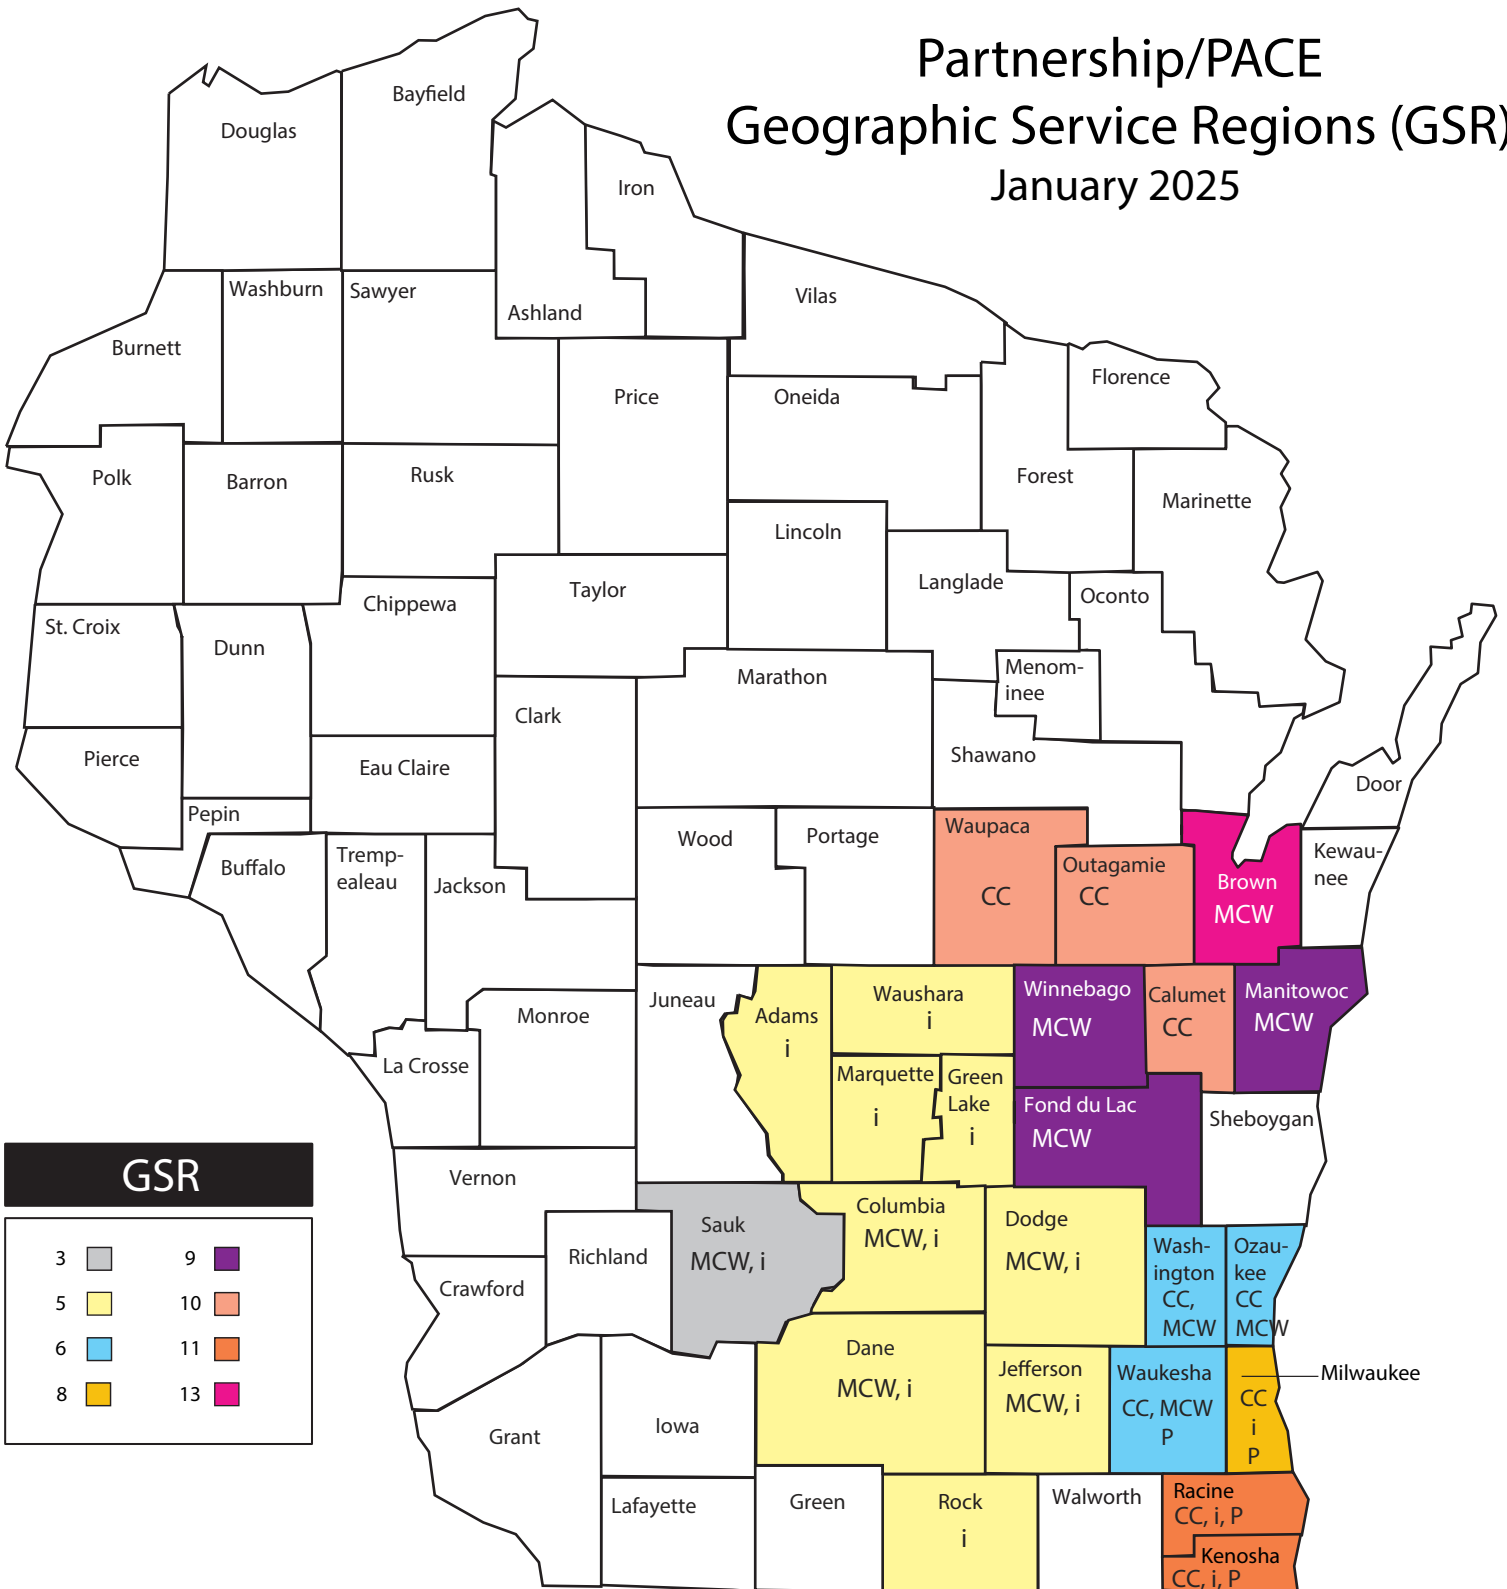 Partnership/PACE
Geographic Service Regions (GSR)
January 2025
Bayfield
Douglas
Iron
Washburn
Sawyer
Vilas
Ashland
Burnett
Florence
Price
Oneida
Polk
Barron
Rusk
Forest
Marinette
Lincoln
Taylor
Langlade
Oconto
Chippewa
St. Croix
Dunn
Menom-
inee
Marathon
Clark
Shawano
Pierce
Eau Claire
Door
Pepin
Waupaca
CC
Wood
Portage
Outagamie
CC
Brown
MCW
Kewau-
nee
Buffalo
Tremp-
ealeau
Jackson
Juneau
Adams
i
Waushara
i
Winnebago
MCW
Calumet
CC
Manitowoc
MCW
Monroe
La Crosse
Marquette
i
Green
Lake
i
Fond du Lac
MCW
Sheboygan
Vernon
GSR
3
9
5
10
6
11
8
13
Sauk
MCW, i
Columbia
MCW, i
Dodge
MCW, i
Wash-
ington
CC,
MCW
Ozau-
kee
CC
MCW
Richland
Crawford
Dane
MCW, i
Jefferson
MCW, i
Waukesha
CC, MCW
P
Milwaukee
CC
i
P
Grant
Iowa
Lafayette
Green
Rock
i
Walworth
Racine
CC, i, P
Kenosha
CC, i, P